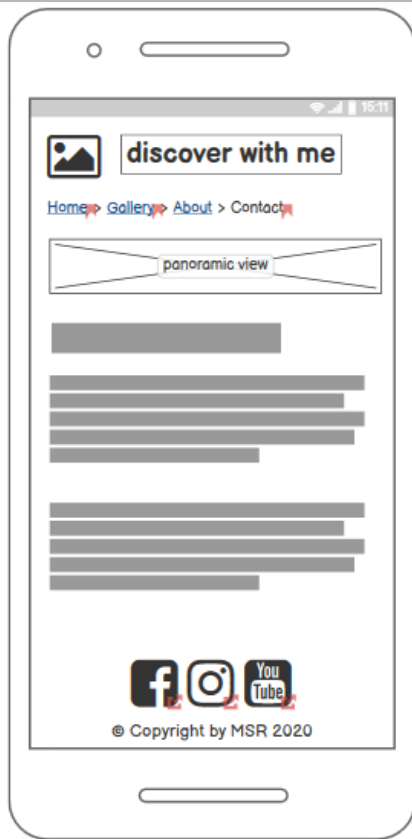 15:11
discover with me
Home > Gallery > About > Contact
panoramic view
You
Tube
© Copyright by MSR 2020